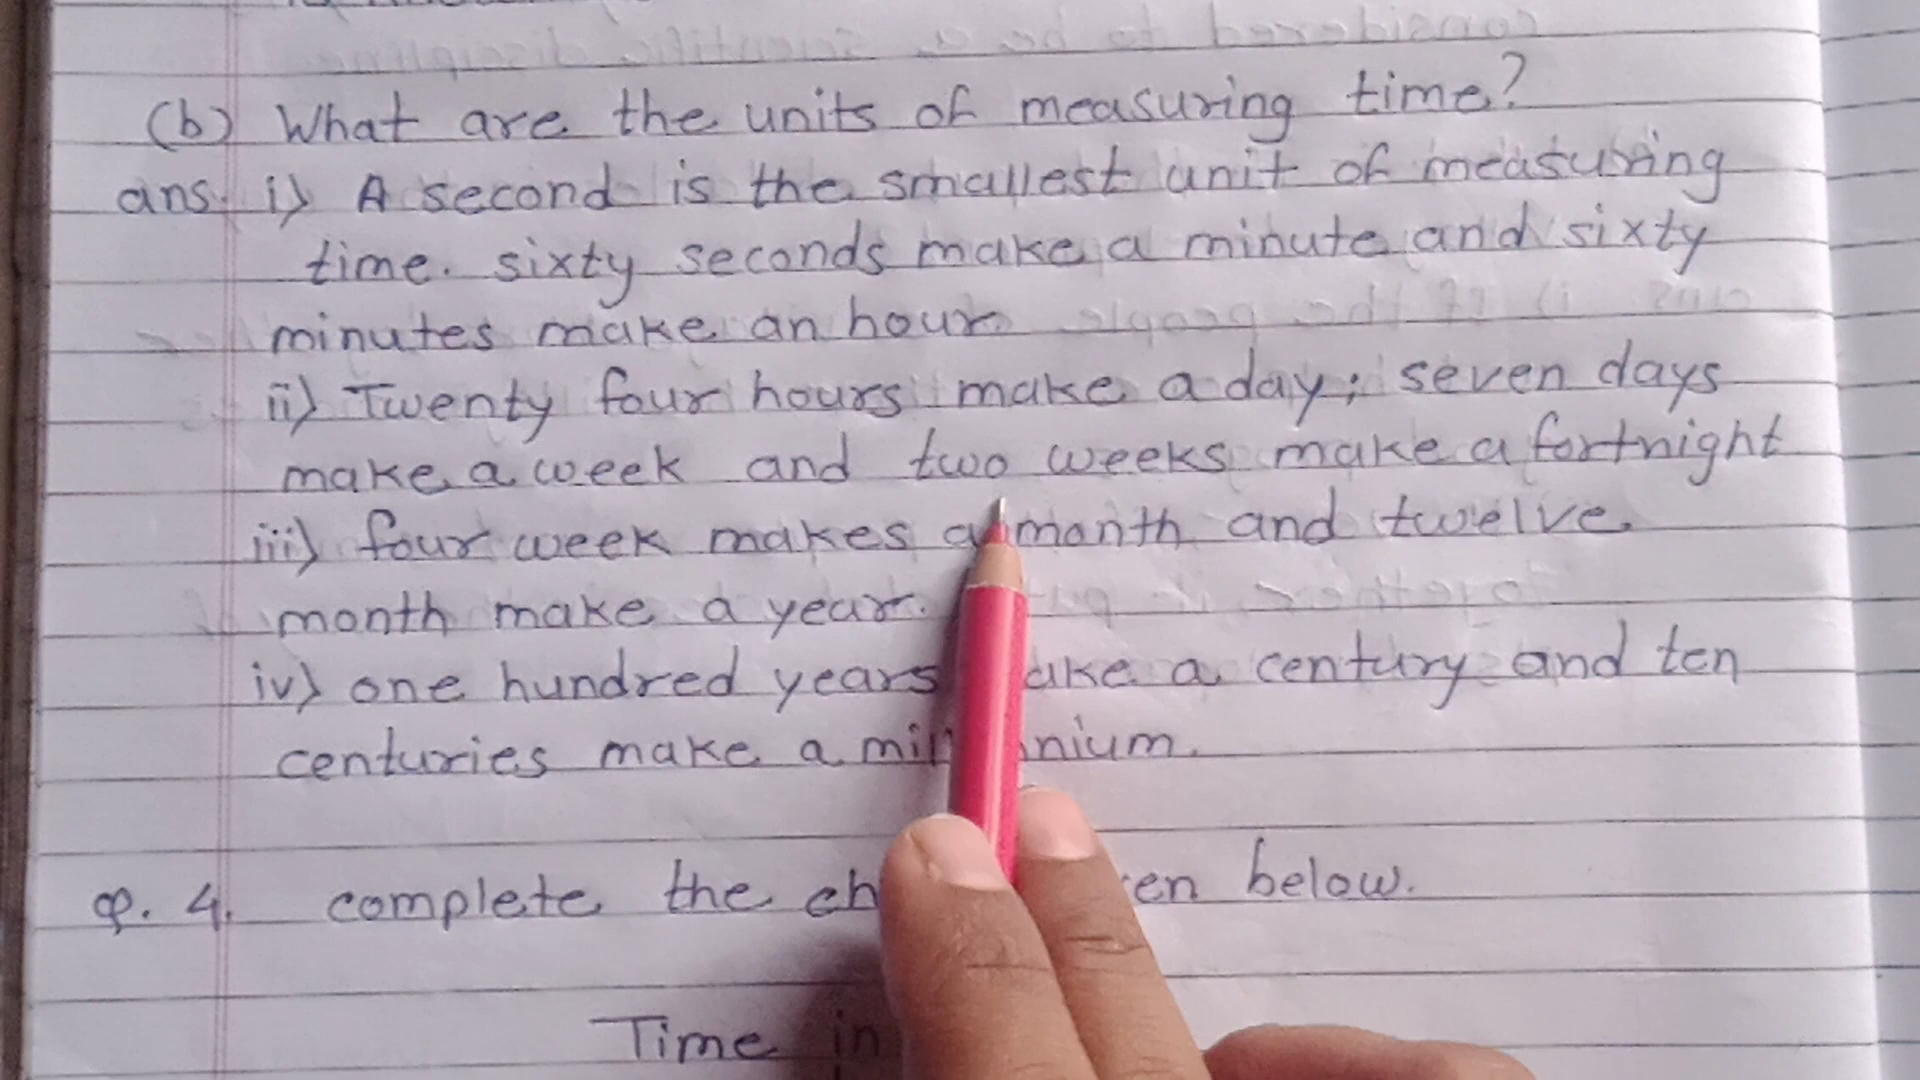 (b) What are the units of measuring time?
ans. i) A second is the smallest unit of measuring
time. sixty seconds make a minute and sixty
minutes make an hour
ii) Twenty four hours make a day; seven days
make a week and two weeks make a fortnight
iii) four week makes a month and twelve
month make a year.
iv) one hundred years a century and ten
centuries make a
Q. 4. complete the below.
Time in